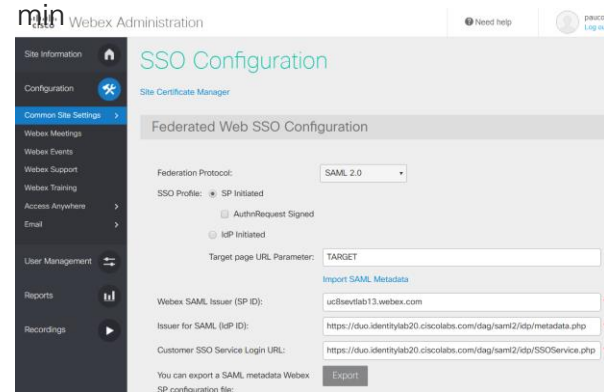 min
cisco Webex Administration
Need help
pauco
Log ou
Site Information
Configuration
Common Site Settings >
Webex Meetings
Webex Events
Webex Support
Webex Training
Access Anywhere >
Email >
User Management
Reports
Recordings
SSO Configuration
Site Certificate Manager
Federated Web SSO Configuration
Federation Protocol: SAML 2.0
SSO Profile: SP Initiated
AuthnRequest Signed
IdP Initiated
Target page URL Parameter: TARGET
Import SAML Metadata
Webex SAML Issuer (SP ID): uc8sevtlab13.webex.com
Issuer for SAML (IdP ID): https://duo.identitylab20.ciscolabs.com/dag/saml2/idp/metadata.php
Customer SSO Service Login URL: https://duo.identitylab20.ciscolabs.com/dag/saml2/idp/SSOService.php
You can export a SAML metadata Webex Export
SP configuration file: